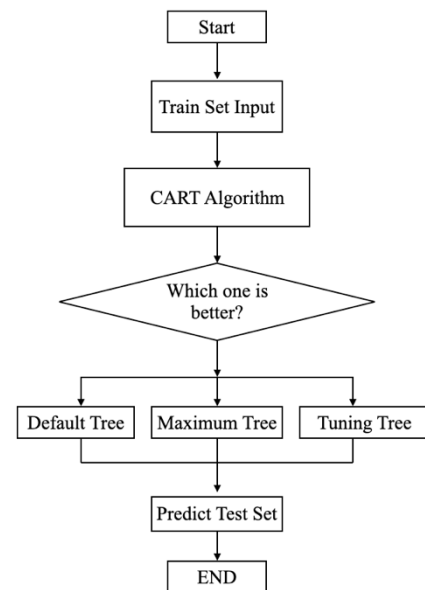 Start
Train Set Input
CART Algorithm
Which one is
better?
Default Tree
Maximum Tree
Tuning Tree
Predict Test Set
END